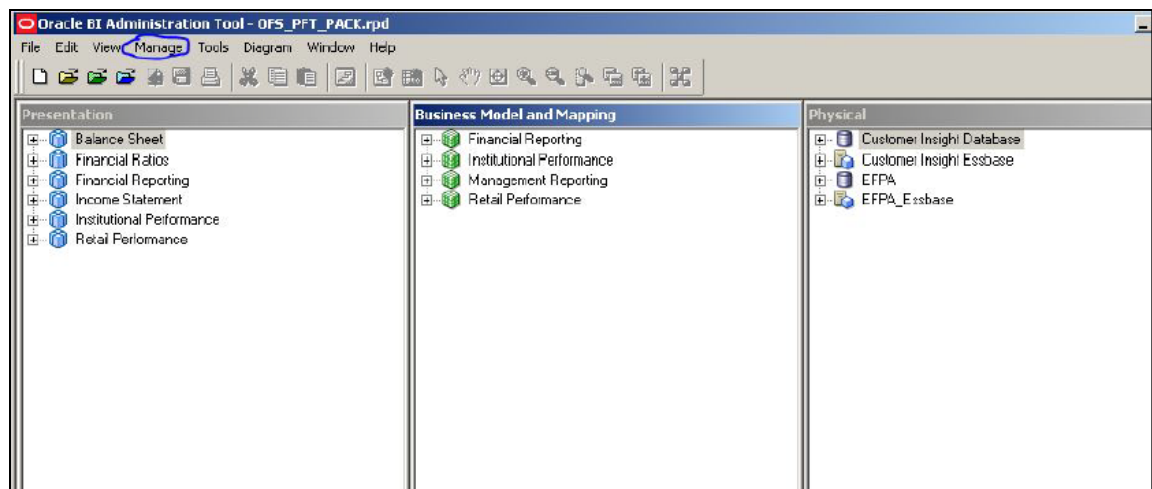 Oracle BI Administration Tool - OFS_PFT_PACK.rpd
File Edit View Manage Tools Diagram Window Help
Presentation
Balance Sheet
Financial Ratios
Financial Reporting
Income Statement
Institutional Performance
Retail Performance
Business Model and Mapping
Financial Reporting
Institutional Performance
Management Reporting
Retail Performance
Physical
Customer Insight Database
Customer Insight Essbase
EFPA
EFPA_Essbase